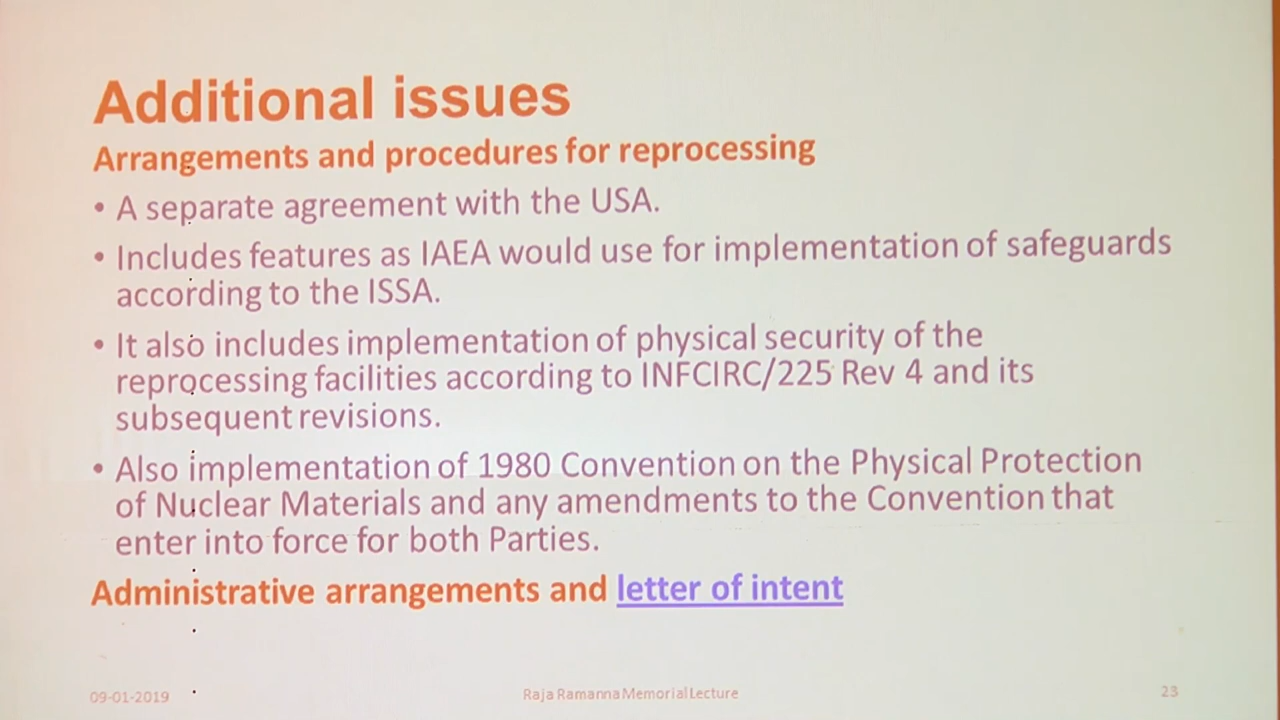 Additional issues
Arrangements and procedures for reprocessing
• A separate agreement with the USA.
• Includes features as IAEA would use for implementation of safeguards
according to the ISSA.
• It also includes implementation of physical security of the
reprocessing facilities according to INFCIRC/225 Rev 4 and its
subsequent revisions.
• Also implementation of 1980 Convention on the Physical Protection
of Nuclear Materials and any amendments to the Convention that
enter into force for both Parties.
Administrative arrangements and letter of intent
09-01-2019
Raja Ramanna Memorial Lecture
23